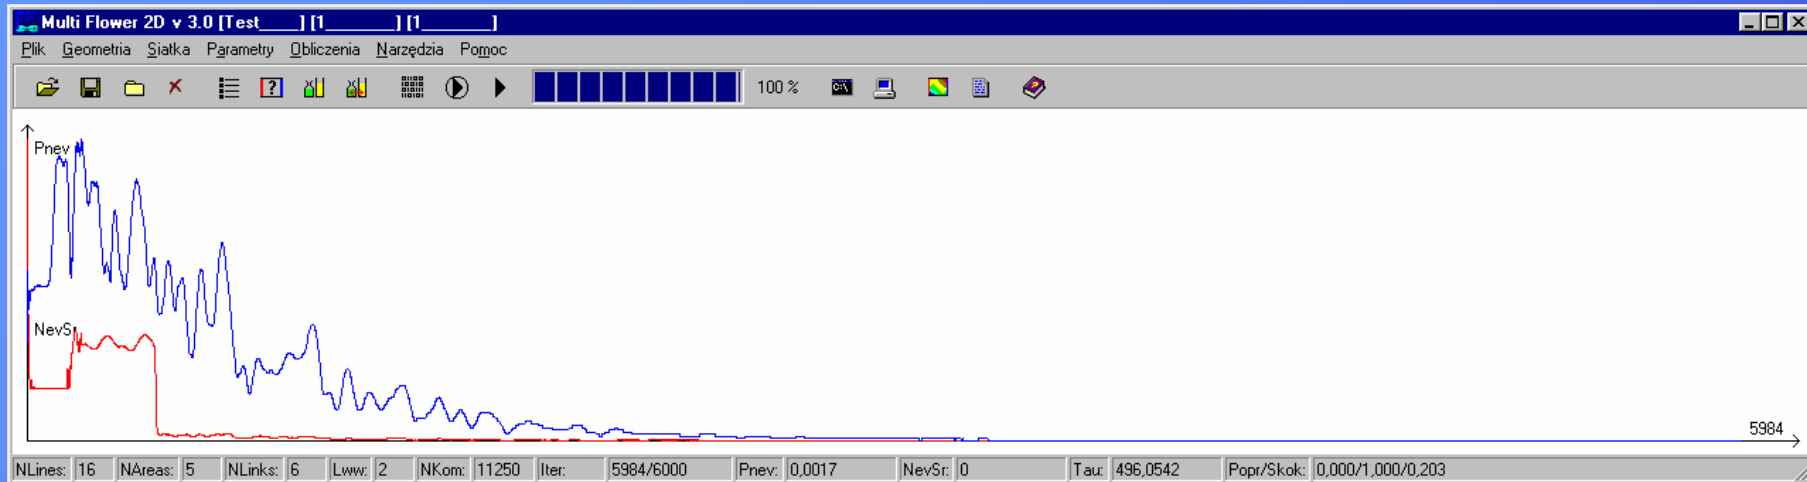 Multi Flower 2D v 3.0 [Test____] [1________] [1________]
Plik Geometria Siatka Parametry Obliczenia Narzędzia Pomoc
100 %
Pnev
NevSr
5984
NLines: 16 NAreas: 5 NLinks: 6 Lww: 2 NKom: 11250 Iter: 5984/6000 Pnev: 0,0017 NevSr: 0 Tau: 496,0542 Popr/Skok: 0,000/1,000/0,203